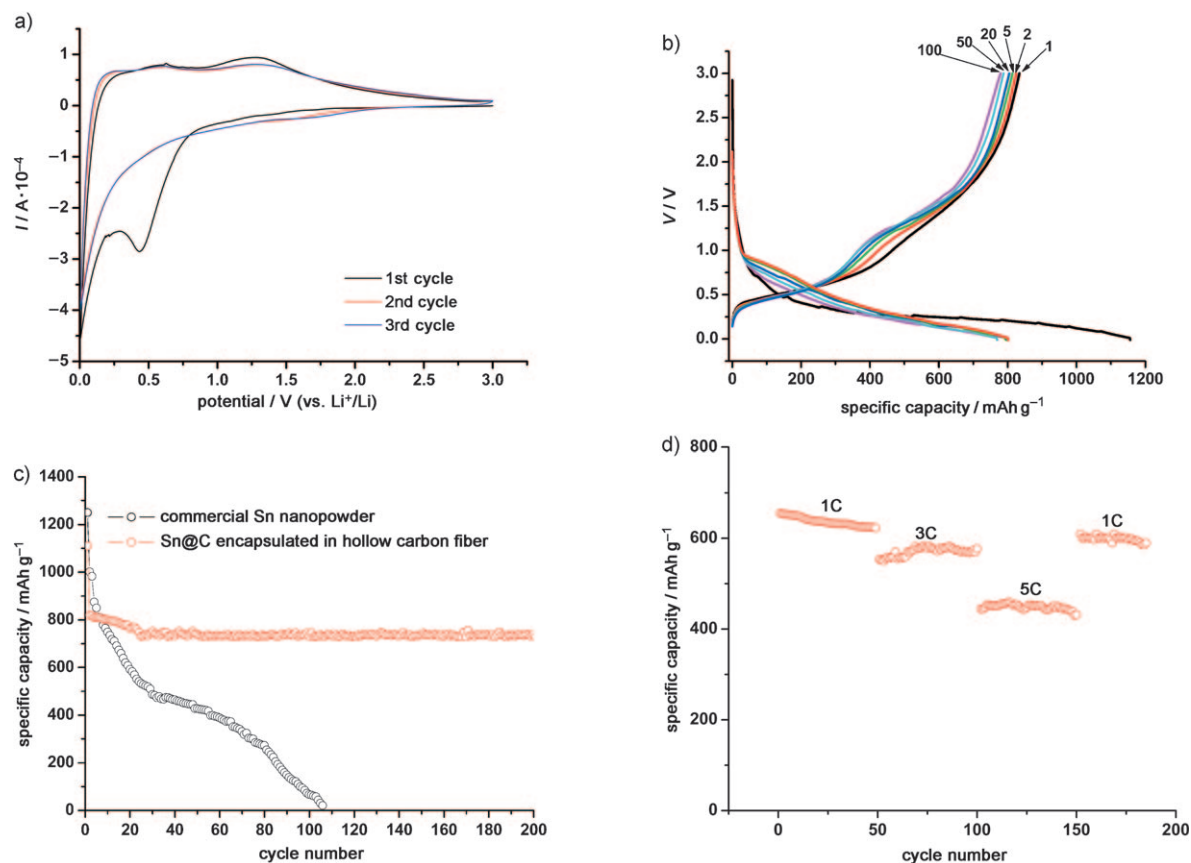 a)
1
0
−1
−2
−3
−4
−5
I / A·10⁻⁴
1st cycle
2nd cycle
3rd cycle
0.0 0.5 1.0 1.5 2.0 2.5 3.0
potential / V (vs. Li⁺/Li)
b)
100 50 20 5 2 1
3.0
2.5
2.0
1.5
1.0
0.5
0.0
V / V
0 200 400 600 800 1000 1200
specific capacity / mAh g⁻¹
c)
1400
1200
1000
800
600
400
200
0
specific capacity / mAh g⁻¹
commercial Sn nanopowder
Sn@C encapsulated in hollow carbon fiber
0 20 40 60 80 100 120 140 160 180 200
cycle number
d)
800
600
400
200
0
specific capacity / mAh g⁻¹
1C
3C
5C
1C
0 50 100 150 200
cycle number